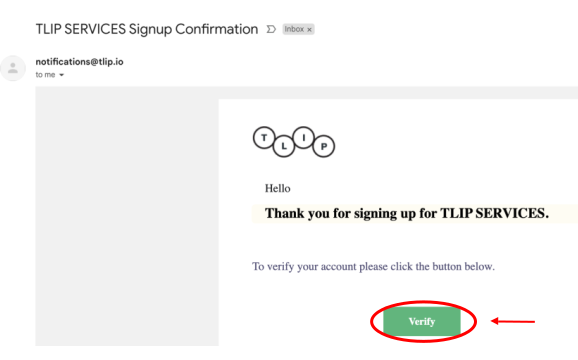 TLIP SERVICES Signup Confirmation Inbox x
notifications@tlip.io
to me
T L I P
Hello
Thank you for signing up for TLIP SERVICES.
To verify your account please click the button below.
Verify